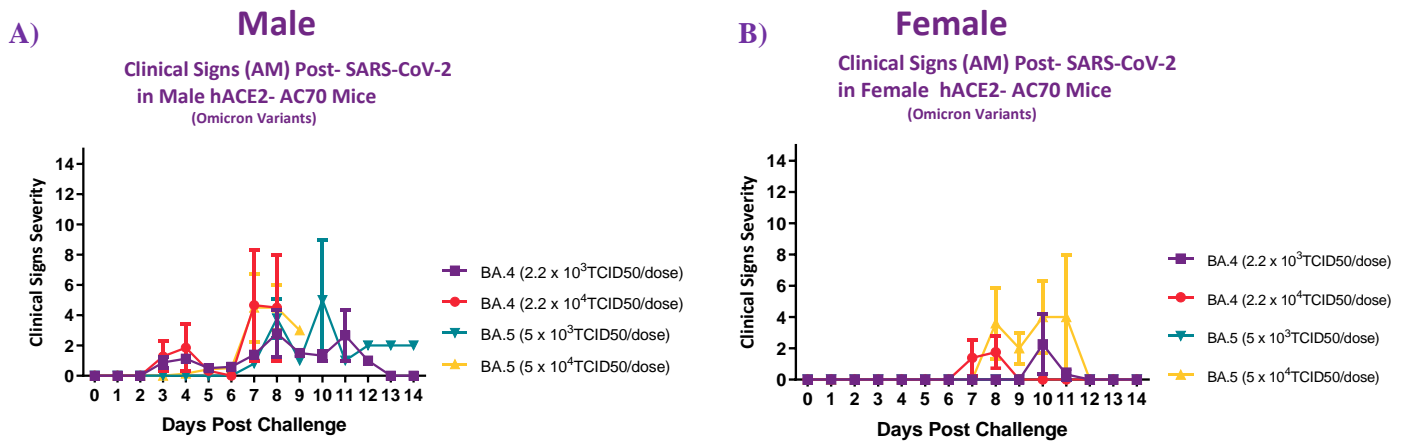 A)
Male
Clinical Signs (AM) Post- SARS-CoV-2
in Male hACE2- AC70 Mice
(Omicron Variants)
Clinical Signs Severity
14
12
10
8
6
4
2
0
0 1 2 3 4 5 6 7 8 9 10 11 12 13 14
Days Post Challenge
BA.4 (2.2 x 10³TCID50/dose)
BA.4 (2.2 x 10⁴TCID50/dose)
BA.5 (5 x 10³TCID50/dose)
BA.5 (5 x 10⁴TCID50/dose)
B)
Female
Clinical Signs (AM) Post- SARS-CoV-2
in Female hACE2- AC70 Mice
(Omicron Variants)
Clinical Signs Severity
14
12
10
8
6
4
2
0
0 1 2 3 4 5 6 7 8 9 10 11 12 13 14
Days Post Challenge
BA.4 (2.2 x 10³TCID50/dose)
BA.4 (2.2 x 10⁴TCID50/dose)
BA.5 (5 x 10³TCID50/dose)
BA.5 (5 x 10⁴TCID50/dose)